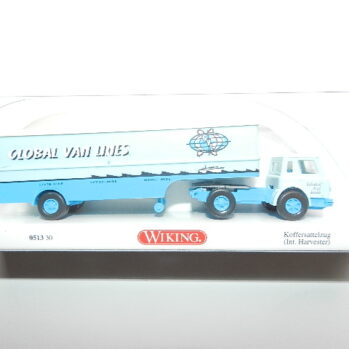 GLOBAL VAN LINES
0513 30
WIKING
Koffersattelzug
(Int. Harvester)